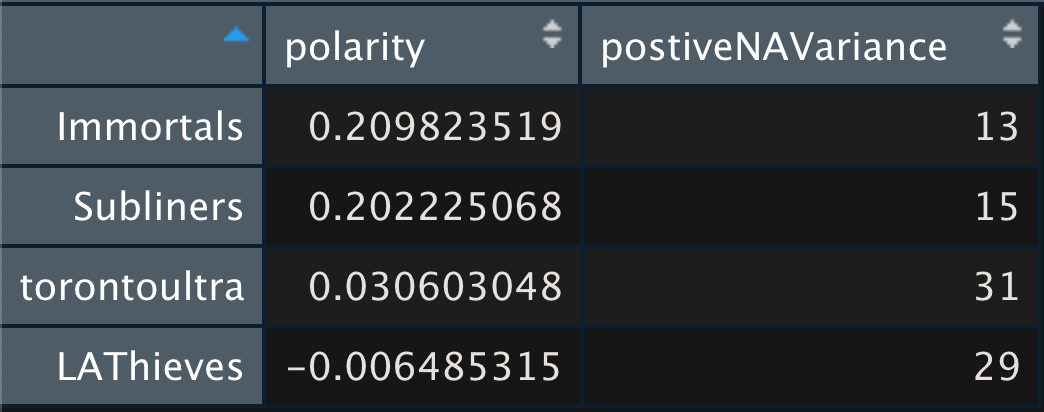 polarity postiveNAVariance
Immortals 0.209823519 13
Subliners 0.202225068 15
torontoultra 0.030603048 31
LAThieves -0.006485315 29